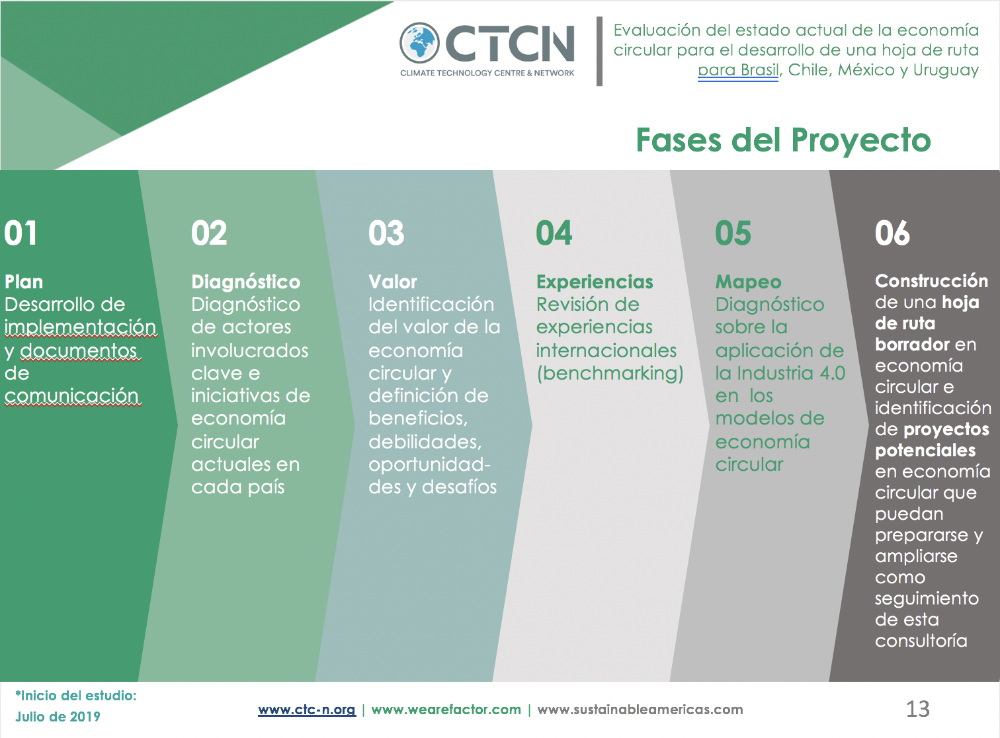 CTCN
CLIMATE TECHNOLOGY CENTRE & NETWORK
Evaluación del estado actual de la economía
circular para el desarrollo de una hoja de ruta
para Brasil, Chile, México y Uruguay
Fases del Proyecto
01
Plan
Desarrollo de
implementación
y documentos
de
comunicación
02
Diagnóstico
Diagnóstico
de actores
involucrados
clave e
iniciativas de
economía
circular
actuales en
cada país
03
Valor
Identificación
del valor de la
economía
circular y
definición de
beneficios,
debilidades,
oportunidad-
des y desafíos
04
Experiencias
Revisión de
experiencias
internacionales
(benchmarking)
05
Mapeo
Diagnóstico
sobre la
aplicación de
la Industria 4.0
en  los
modelos de
economía
circular
06
Construcción
de una hoja
de ruta
borrador en
economía
circular e
identificación
de proyectos
potenciales
en economía
circular que
puedan
prepararse y
ampliarse
como
seguimiento
de esta
consultoría
*Inicio del estudio:
Julio de 2019
www.ctc-n.org | www.wearefactor.com | www.sustainableamericas.com
13